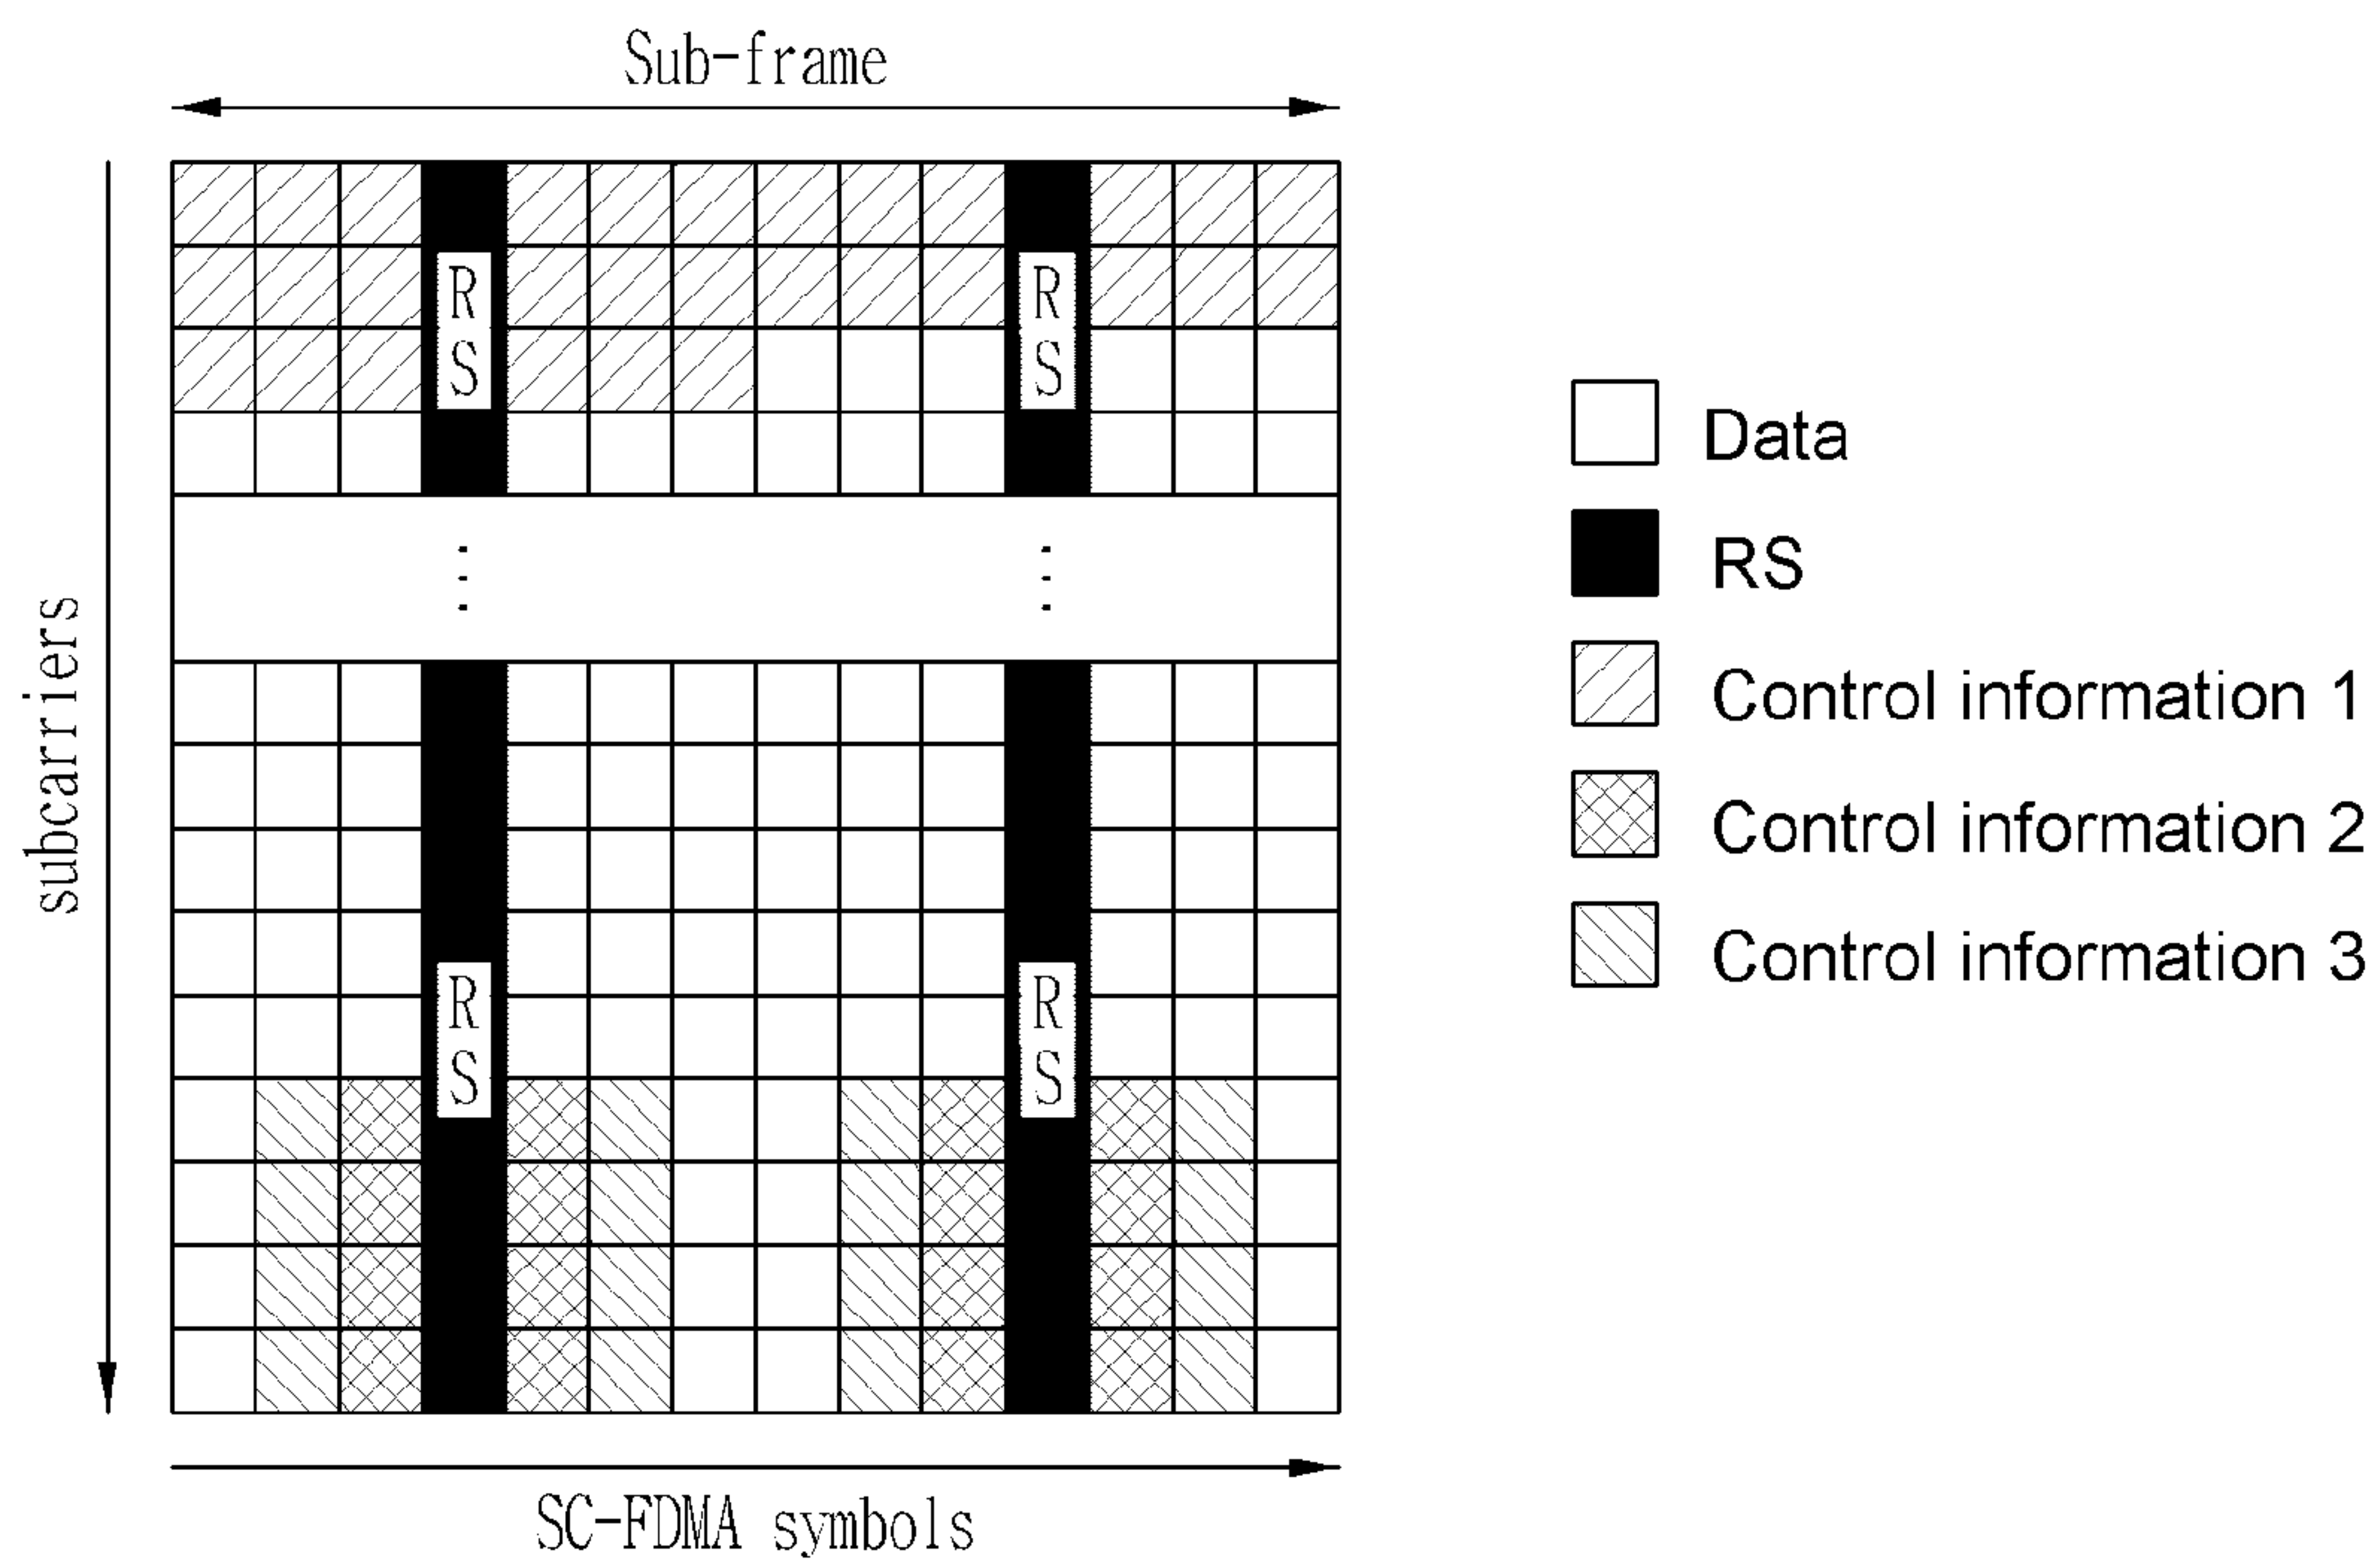 Sub-frame
RS
RS
Data
RS
Control information 1
subcarriers
Control information 2
Control information 3
RS
RS
SC-FDMA symbols